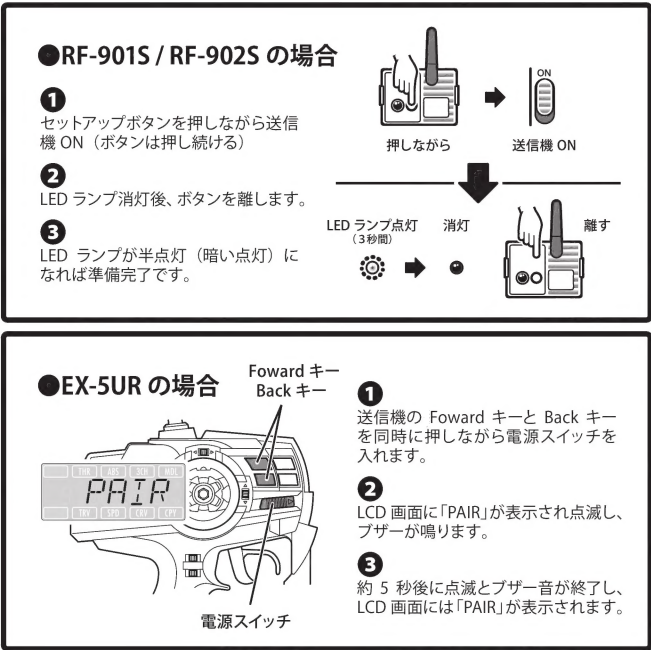 ●RF-901S / RF-902S の場合
❶
セットアップボタンを押しながら送信
機 ON（ボタンは押し続ける）
❷
LED ランプ消灯後、ボタンを離します。
❸
LED ランプが半点灯（暗い点灯）に
なれば準備完了です。
ON
押しながら
送信機 ON
LED ランプ点灯
（3秒間）
消灯
離す
●EX-5UR の場合
Foward キー
Back キー
THR ABS 3CH MDL
PAIR
TRV SPD CRV CPY
電源スイッチ
❶
送信機の Foward キーと Back キー
を同時に押しながら電源スイッチを
入れます。
❷
LCD 画面に「PAIR」が表示され点滅し、
ブザーが鳴ります。
❸
約 5 秒後に点滅とブザー音が終了し、
LCD 画面には「PAIR」が表示されます。